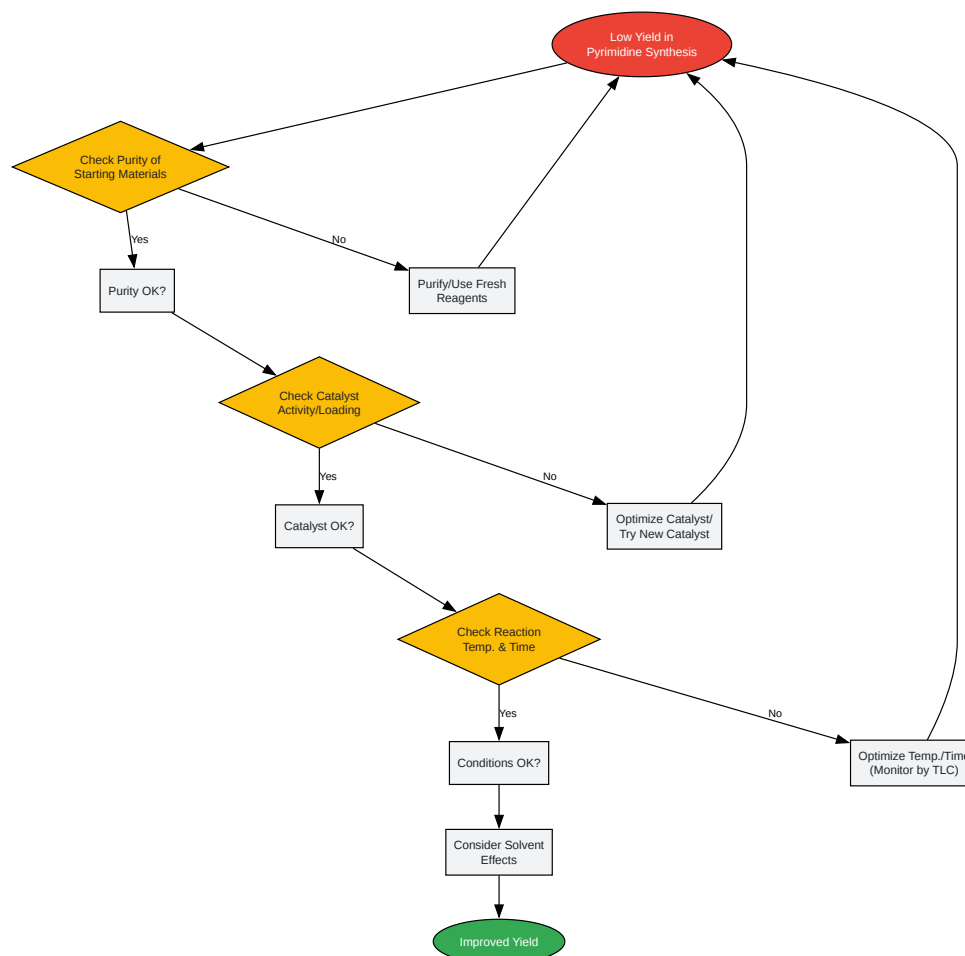 Low Yield in
Pyrimidine Synthesis
Check Purity of
Starting Materials
Yes
No
Purity OK?
Purify/Use Fresh
Reagents
Check Catalyst
Activity/Loading
Yes
No
Catalyst OK?
Optimize Catalyst/
Try New Catalyst
Check Reaction
Temp. & Time
Yes
No
Conditions OK?
Optimize Temp./Time
(Monitor by TLC)
Consider Solvent
Effects
Improved Yield